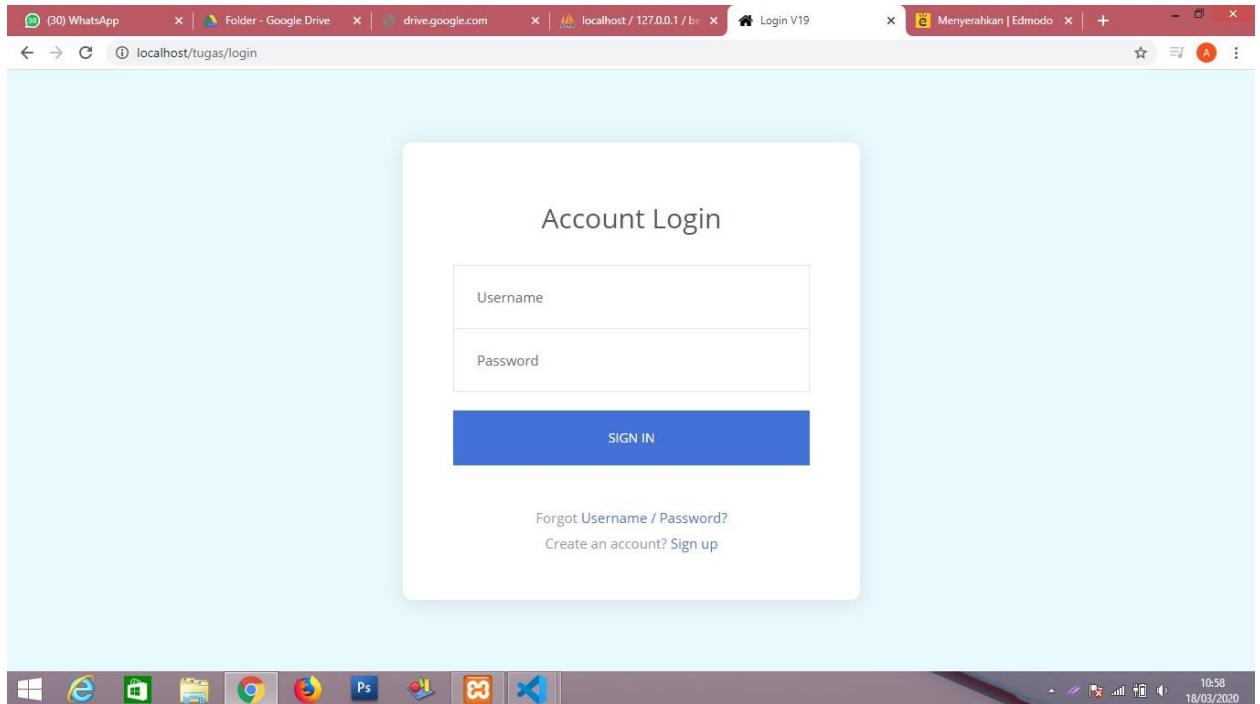 (30) WhatsApp
Folder - Google Drive
drive.google.com
localhost / 127.0.0.1 / be
Login V19
Menyerahkan | Edmodo
localhost/tugas/login
A
Account Login
Username
Password
SIGN IN
Forgot Username / Password?
Create an account? Sign up
Ps
10:58
18/03/2020